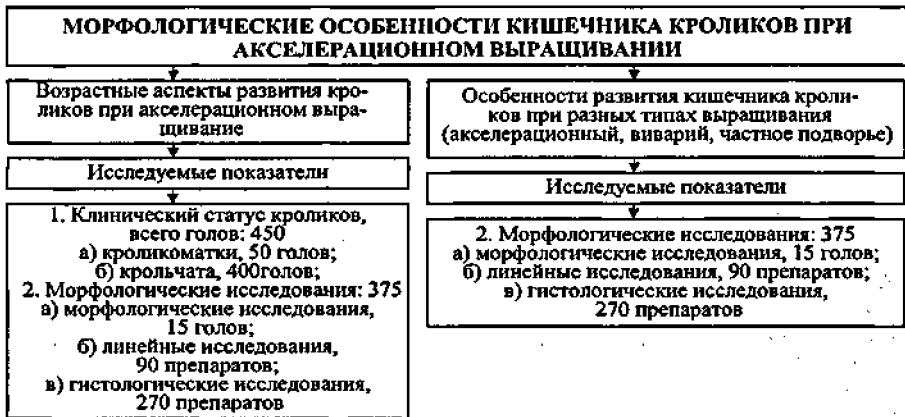 МОРФОЛОГИЧЕСКИЕ ОСОБЕННОСТИ КИШЕЧНИКА КРОЛИКОВ ПРИ
АКСЕЛЕРАЦИОННОМ ВЫРАЩИВАНИИ
Возрастные аспекты развития кро-
ликов при акселерационном выра-
щивание
Исследуемые показатели
1. Клинический статус кроликов,
всего голов: 450
а) кроликоматки, 50 голов;
б) крольчата, 400голов;
2. Морфологические исследования: 375
а) морфологические исследования,
15 голов;
б) линейные исследования,
90 препаратов;
в) гистологические исследования,
270 препаратов
Особенности развития кишечника кроли-
ков при разных типах выращивания
(акселерационный, виварий, частное подворье)
Исследуемые показатели
2. Морфологические исследования: 375
а) морфологические исследования, 15 голов;
б) линейные исследования, 90 препаратов;
в) гистологические исследования,
270 препаратов